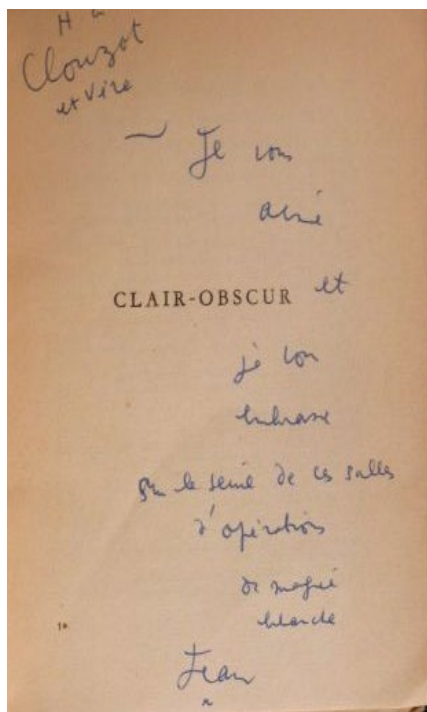 H
Clouzot
et Véra
Je vous
aime
et
CLAIR-OBSCUR
je vous
embrasse
sur le seuil de ces salles
d'opérations
de magie
blanche
Jean